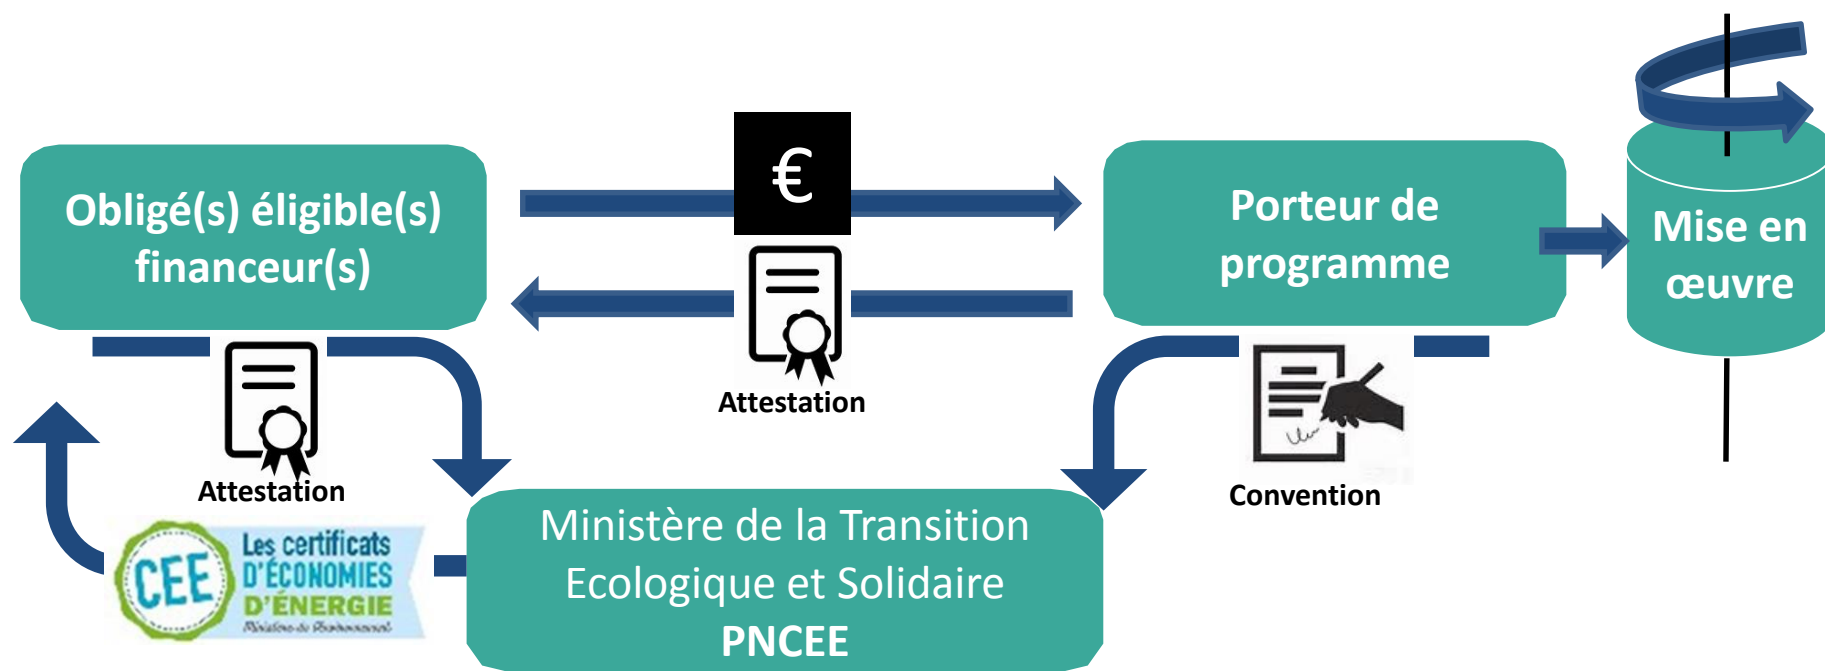 Obligé(s) éligible(s)
financeur(s)
€
Porteur de
programme
Mise en
œuvre
Attestation
Attestation
Convention
CEE
Les certificats
D'ÉCONOMIES
D'ÉNERGIE
Ministère de la Transition
Ecologique et Solidaire
PNCEE